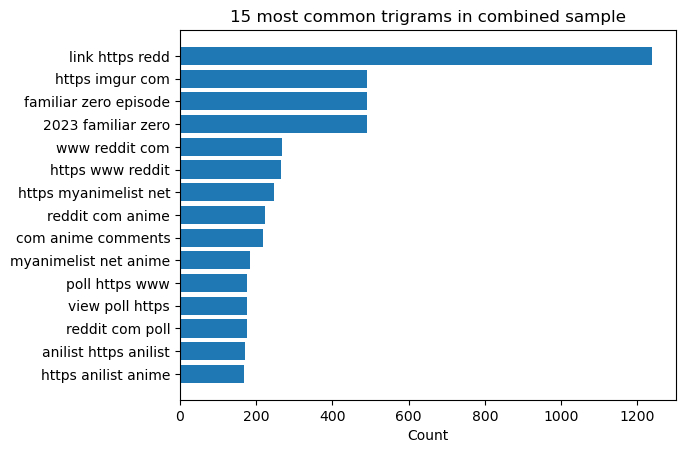 15 most common trigrams in combined sample
link https redd
https imgur com
familiar zero episode
2023 familiar zero
www reddit com
https www reddit
https myanimelist net
reddit com anime
com anime comments
myanimelist net anime
poll https www
view poll https
reddit com poll
anilist https anilist
https anilist anime
0 200 400 600 800 1000 1200
Count